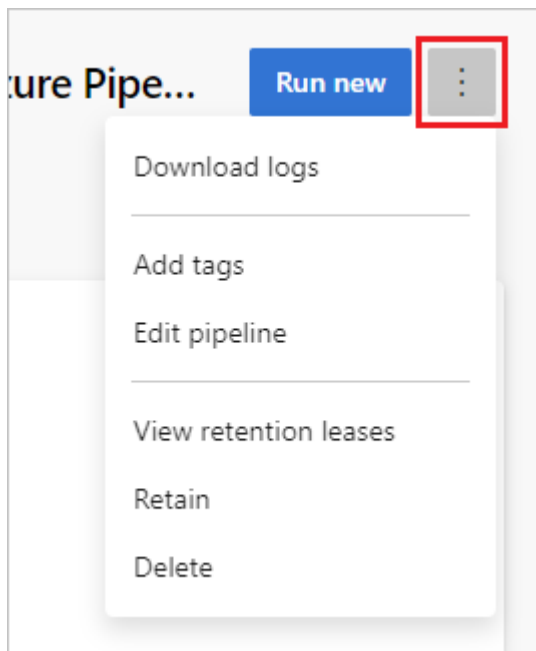 ture Pipe...
Run new
Download logs
Add tags
Edit pipeline
View retention leases
Retain
Delete